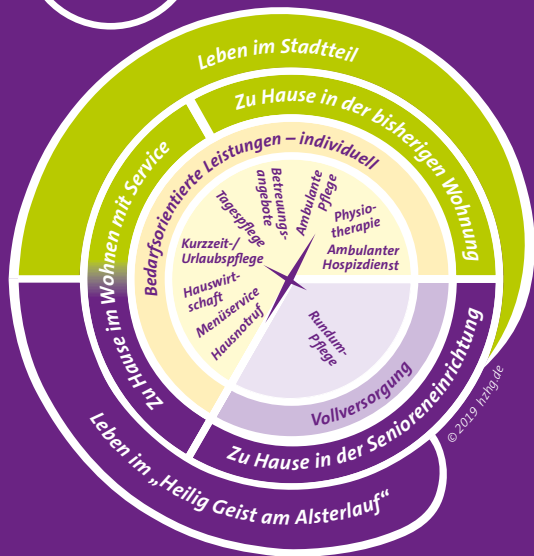 Leben im Stadtteil
Zu Hause in der bisherigen Wohnung
Zu Hause im Wohnen mit Service
Bedarfsorientierte Leistungen – individuell
Hausnotruf
Menüservice
Hauswirt-
schaft
Kurzzeit-/
Urlaubspflege
Tagespflege
Betreuungs-
angebote
Ambulante
Pflege
Physio-
therapie
Ambulanter
Hospizdienst
Rundum-
Pflege
Vollversorgung
Zu Hause in der Senioreneinrichtung
Leben im „Heilig Geist am Alsterlauf“
© 2019 hzhg.de